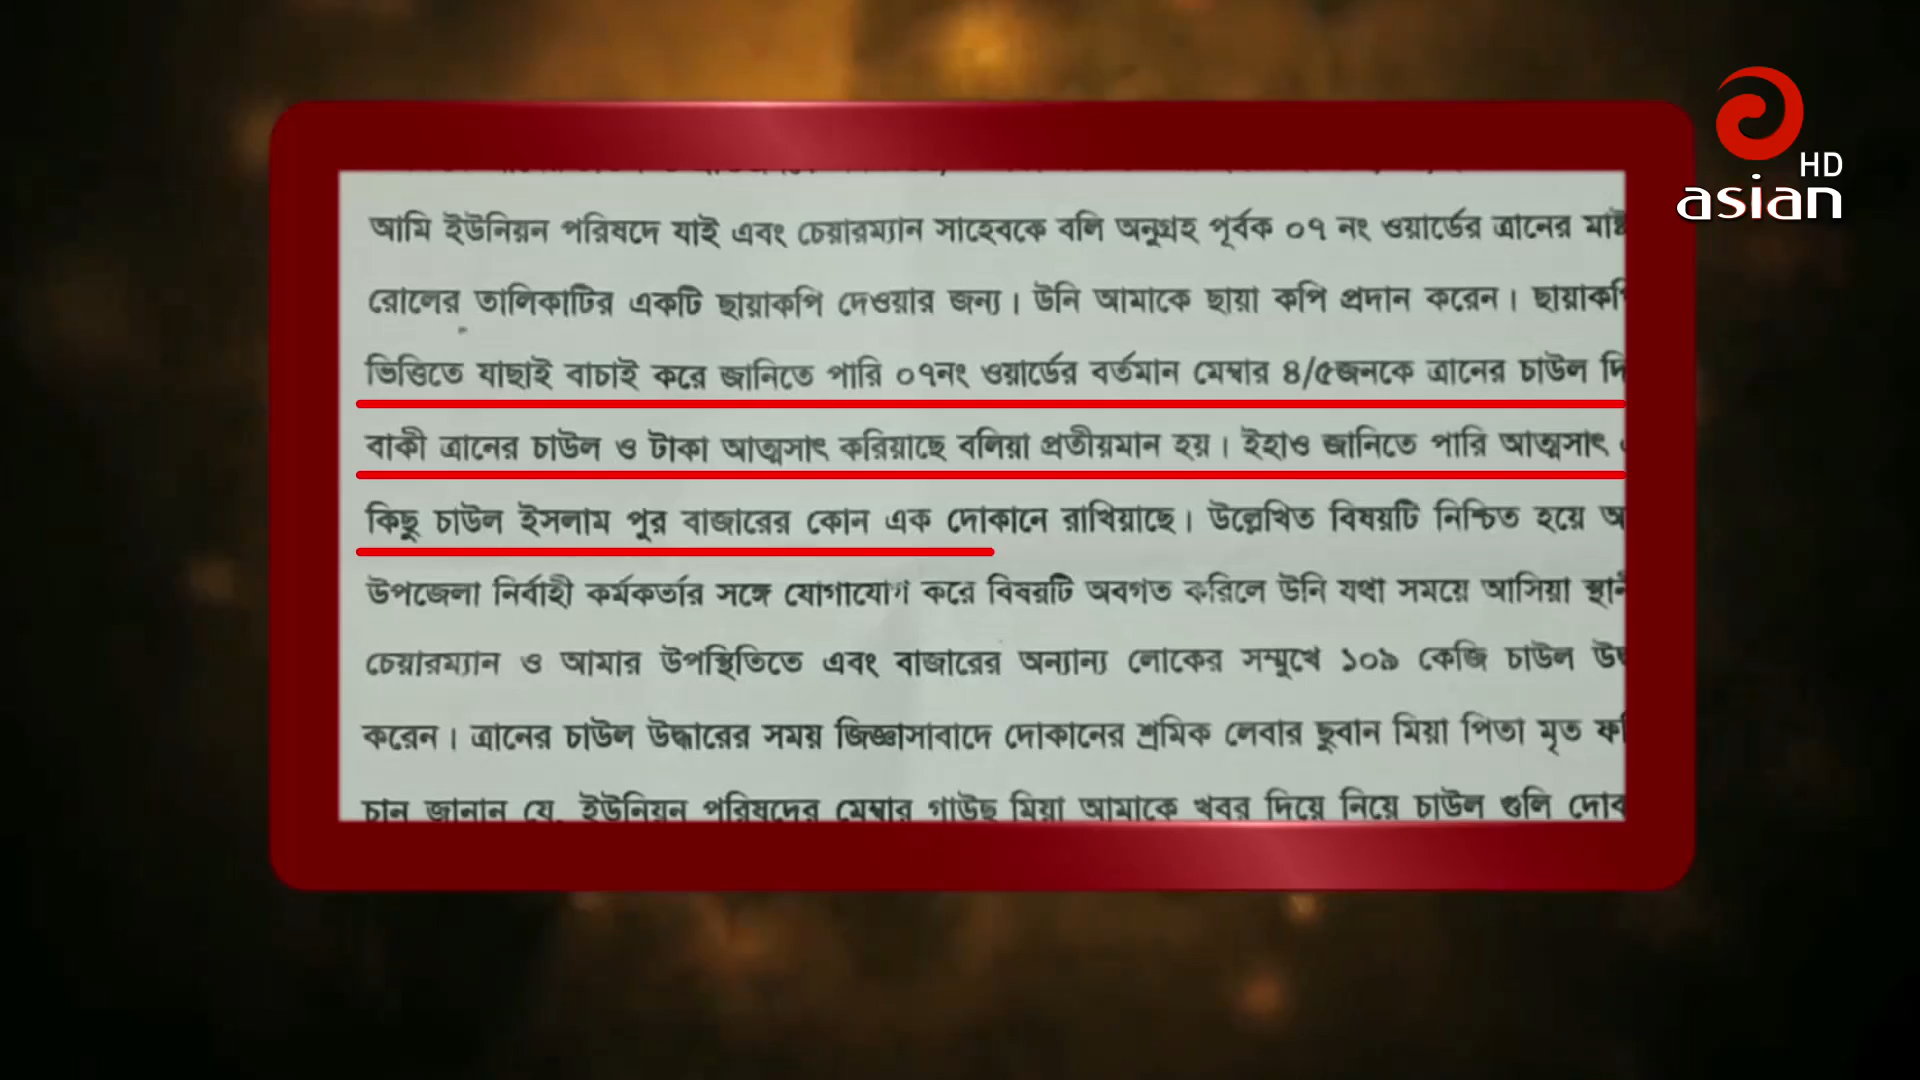 আমি ইউনিয়ন পরিষদে যাই এবং চেয়ারম্যান সাহেবকে বলি অনুগ্রহ পূর্বক ০৭ নং ওয়ার্ডের ত্রানের
রোলের তালিকাটির একটি ছায়াকপি দেওয়ার জন্য। উনি আমাকে ছায়া কপি প্রদান করেন।
ভিত্তিতে যাছাই বাচাই করে জানিতে পারি ০৭নং ওয়ার্ডের বর্তমান মেম্বার ৪/৫জনকে ত্রানের চাউল
বাকী ত্রানের চাউল ও টাকা আত্মসাৎ করিয়াছে বলিয়া প্রতীয়মান হয়। ইহাও জানিতে পারি আত্মসাৎ
কিছু চাউল ইসলাম পুর বাজারের কোন এক দোকানে রাখিয়াছে। উল্লেখিত বিষয়টি নিশ্চিত হয়ে
উপজেলা নির্বাহী কর্মকর্তার সঙ্গে যোগাযোগ করে বিষয়টি অবগত করিলে উনি যথা সময়ে আসিয়া
চেয়ারম্যান ও আমার উপস্থিতিতে এবং বাজারের অন্যান্য লোকের সম্মুখে ১০৯ কেজি চাউল
করেন। ত্রানের চাউল উদ্ধারের সময় জিজ্ঞাসাবাদে দোকানের শ্রমিক লেবার ছুবান মিয়া পিতা মৃত
চান জানান যে, ইউনিয়ন পরিষদের মেম্বার গাউছ মিয়া আমাকে খবর দিয়ে নিয়ে চাউল গুলি
HD
asian